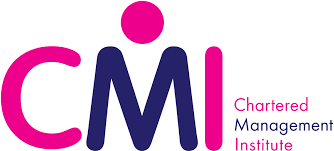 CMI
Chartered
Management
Institute